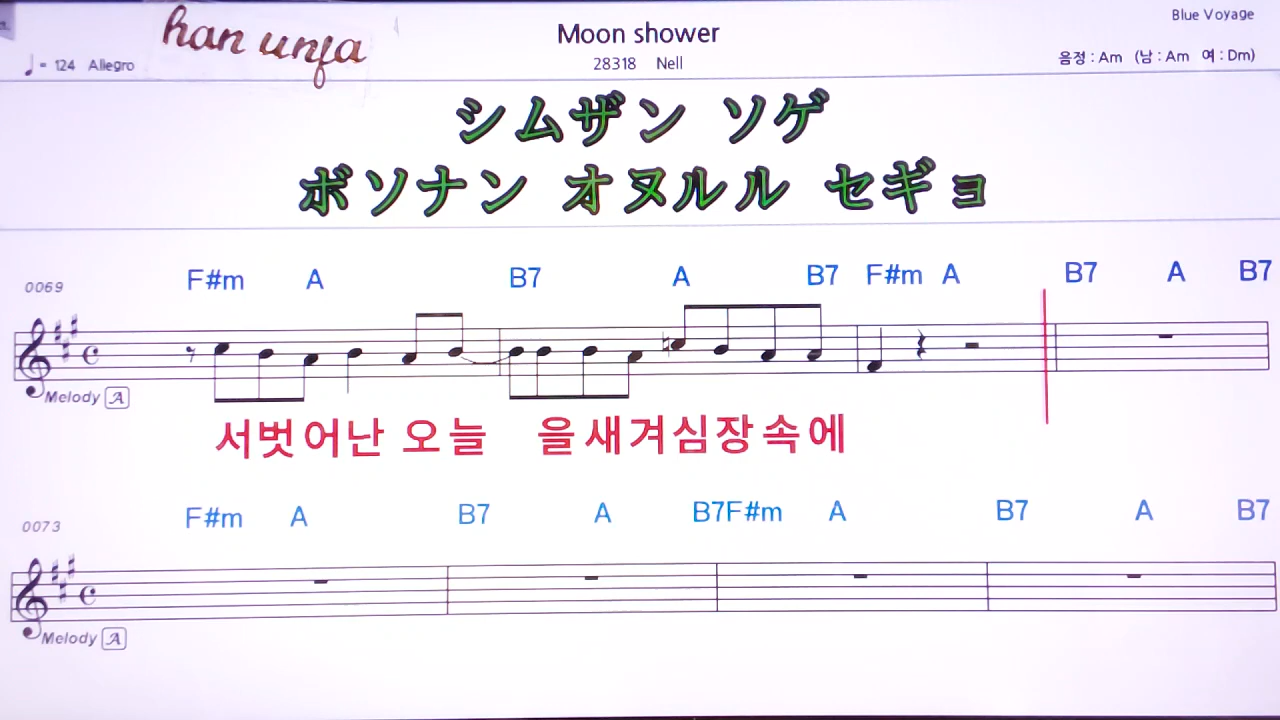 han unfa
Moon shower
Blue Voyage
= 124 Allegro
28318 Nell
음정 : Am (남 : Am 여 : Dm)
シムザン ソゲ
ボソナン オヌルル セギョ
F#m A B7 A B7 F#m A B7 A B7
0069
Melody A
서벗어난 오늘 을새겨심장속에
F#m A B7 A B7F#m A B7 A B7
0073
Melody A